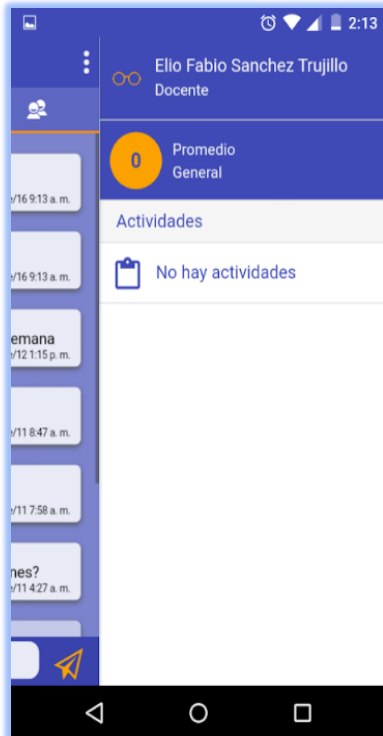 2:13
Elio Fabio Sanchez Trujillo
Docente
0
Promedio
General
Actividades
No hay actividades
/16 9:13 a. m.
/16 9:13 a. m.
emana
/12 1:15 p. m.
/11 8:47 a. m.
/11 7:58 a. m.
nes?
/11 4:27 a. m.